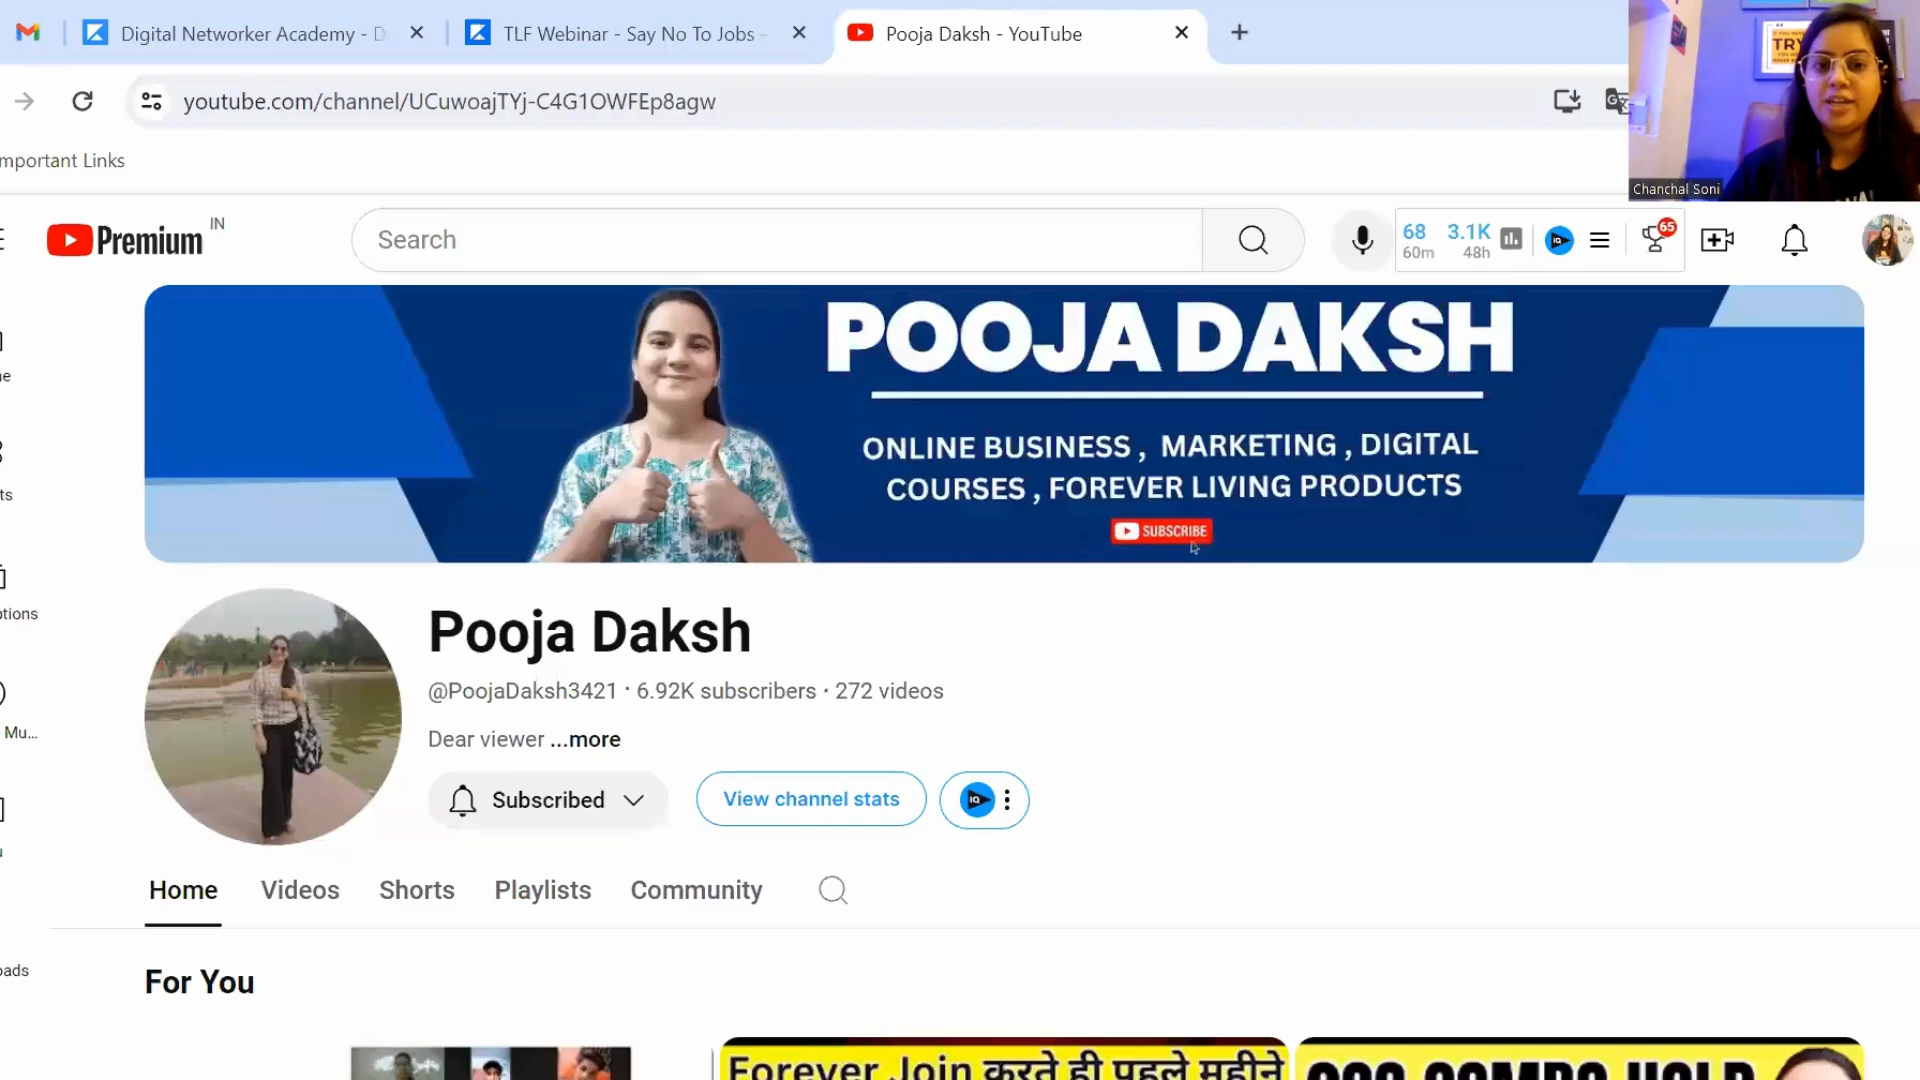 Digital Networker Academy - D
TLF Webinar - Say No To Jobs -
Pooja Daksh - YouTube
youtube.com/channel/UCuwoajTYj-C4G1OWFEp8agw
mportant Links
TRY
Chanchal Soni
Premium IN
Search
68 3.1K
60m 48h
65
POOJA DAKSH
ONLINE BUSINESS , MARKETING , DIGITAL
COURSES , FOREVER LIVING PRODUCTS
SUBSCRIBE
Pooja Daksh
@PoojaDaksh3421 · 6.92K subscribers · 272 videos
Dear viewer ...more
Subscribed
View channel stats
IQ
Mu...
Home Videos Shorts Playlists Community
For You
Forever Join करते ही पहले महीने